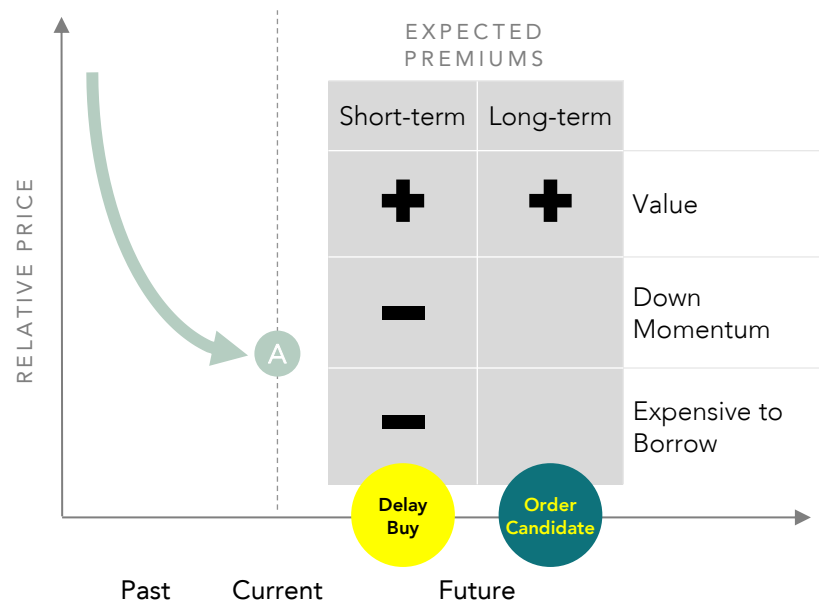 EXPECTED
PREMIUMS
Short-term Long-term
Value
Down
Momentum
Expensive to
Borrow
RELATIVE PRICE
A
Delay
Buy
Order
Candidate
Past Current Future